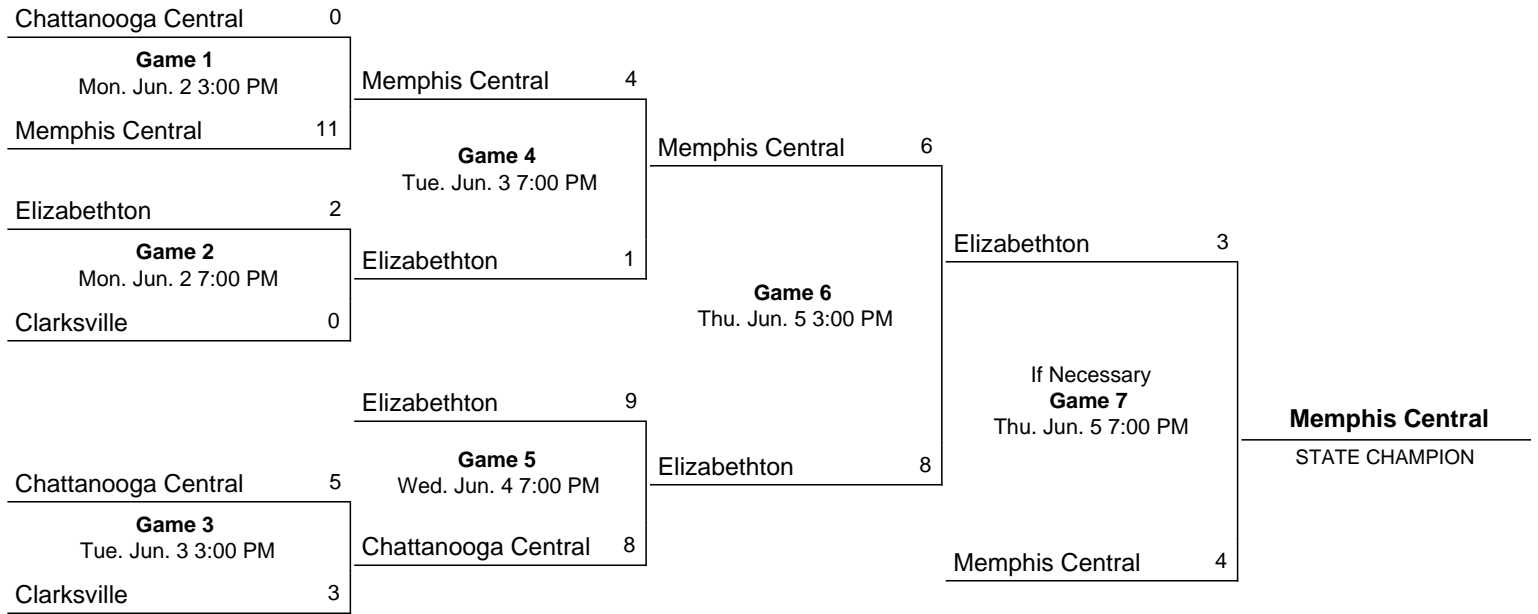 Chattanooga Central 0
Game 1
Mon. Jun. 2 3:00 PM
Memphis Central 11
Elizabethton 2
Game 2
Mon. Jun. 2 7:00 PM
Clarksville 0
Chattanooga Central 5
Game 3
Tue. Jun. 3 3:00 PM
Clarksville 3
Memphis Central 4
Game 4
Tue. Jun. 3 7:00 PM
Elizabethton 1
Elizabethton 9
Game 5
Wed. Jun. 4 7:00 PM
Chattanooga Central 8
Memphis Central 6
Game 6
Thu. Jun. 5 3:00 PM
Elizabethton 8
Elizabethton 3
If Necessary
Game 7
Thu. Jun. 5 7:00 PM
Memphis Central 4
Memphis Central
STATE CHAMPION